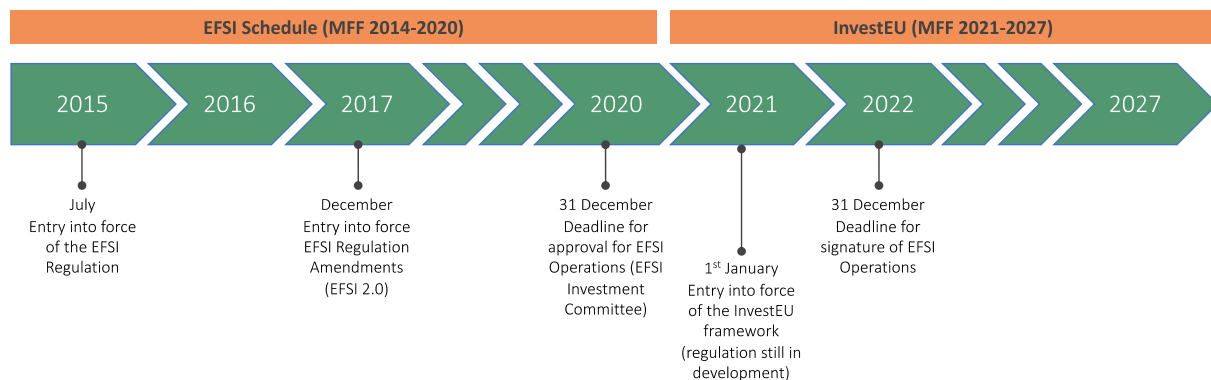 EFSI Schedule (MFF 2014-2020)
InvestEU (MFF 2021-2027)
2015
2016
2017
2020
2021
2022
2027
July
Entry into force
of the EFSI
Regulation
December
Entry into force
EFSI Regulation
Amendments
(EFSI 2.0)
31 December
Deadline for
approval for EFSI
Operations (EFSI
Investment
Committee)
1st January
Entry into force
of the InvestEU
framework
(regulation still in
development)
31 December
Deadline for
signature of EFSI
Operations